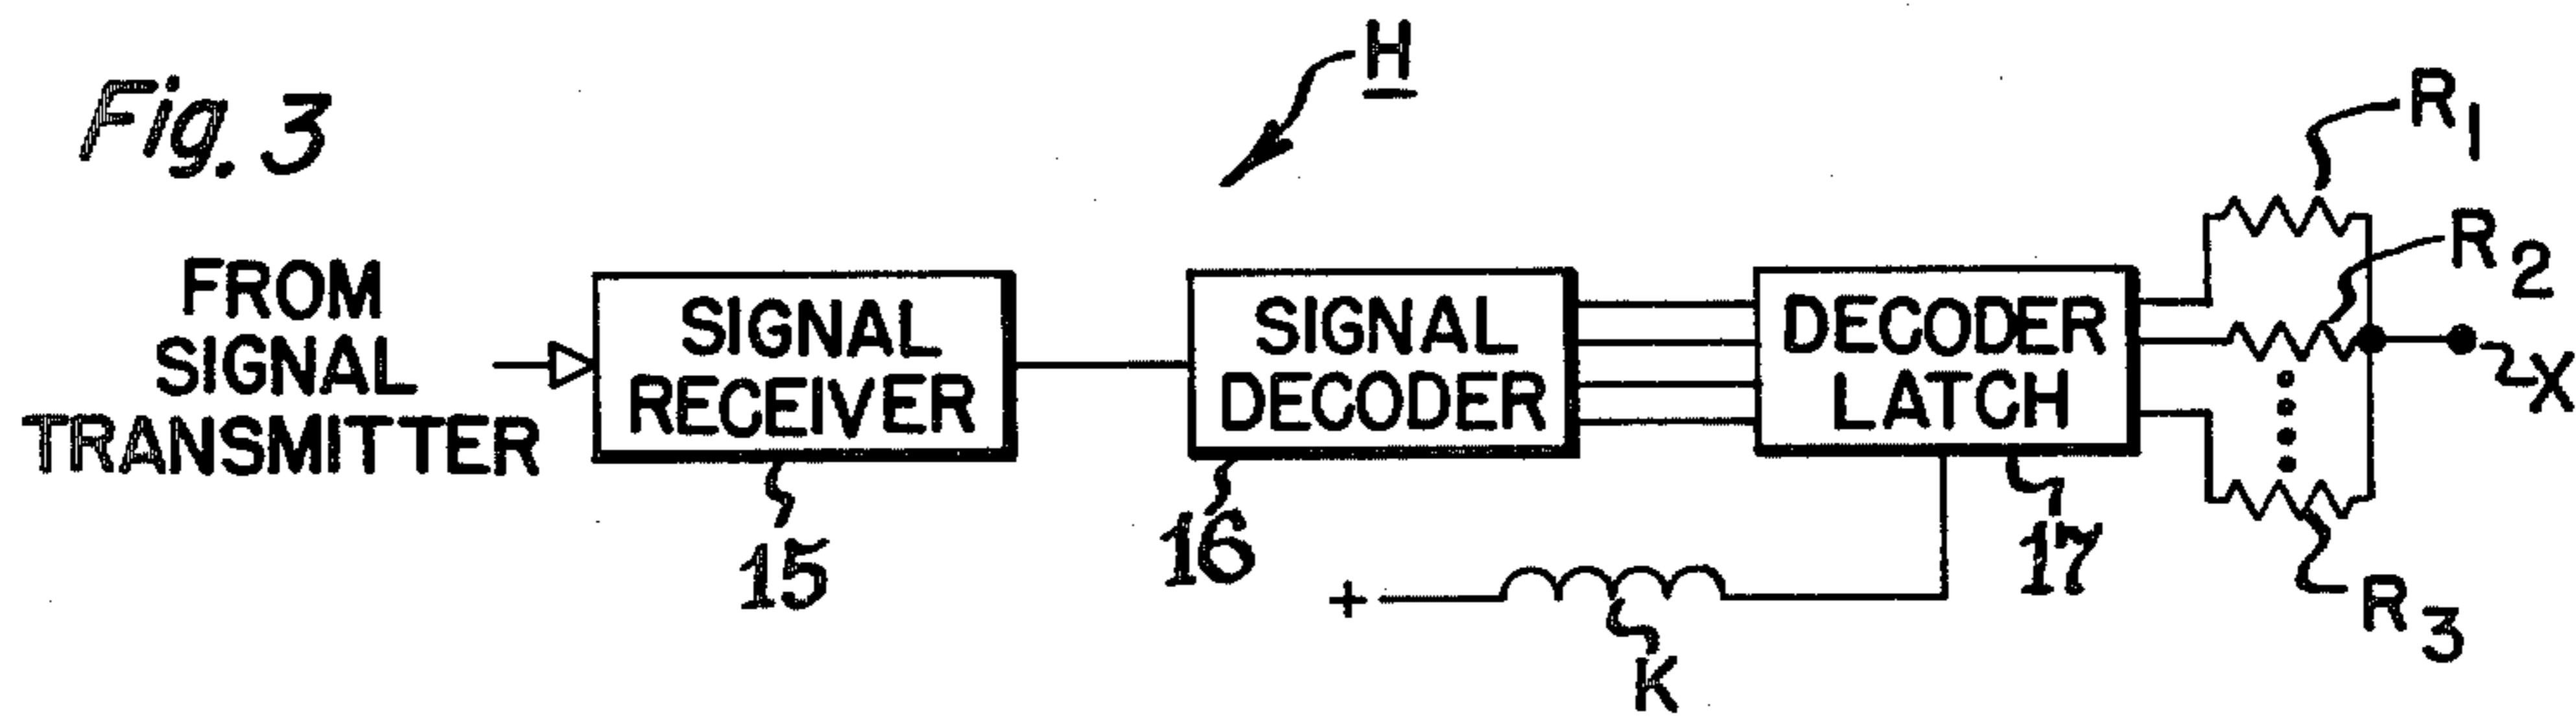 Fig. 3
H
FROM
SIGNAL
TRANSMITTER
SIGNAL
RECEIVER
15
SIGNAL
DECODER
16
DECODER
LATCH
17
R1
R2
X
R3
+
K